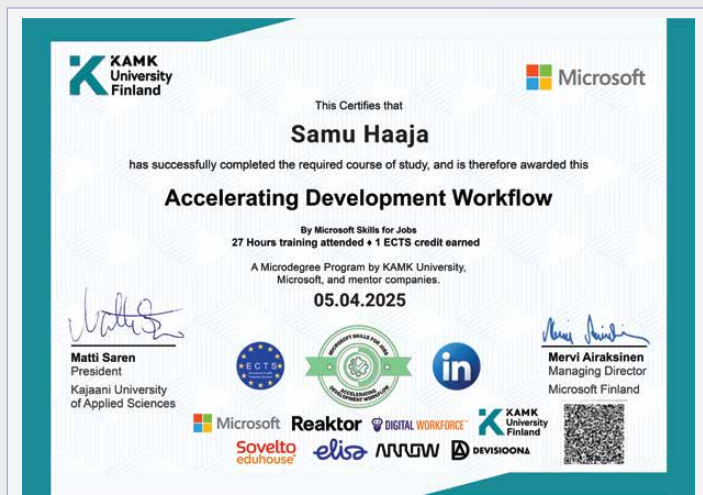 KAMK
University
Finland
Microsoft
This Certifies that
Samu Haaja
has successfully completed the required course of study, and is therefore awarded this
Accelerating Development Workflow
By Microsoft Skills for Jobs
27 Hours training attended ♦ 1 ECTS credit earned
A Microdegree Program by KAMK University,
Microsoft, and mentor companies.
05.04.2025
Matti Saren
President
Kajaani University
of Applied Sciences
ECTS
MICROSOFT SKILLS FOR JOBS
ACCELERATING
DEVELOPMENT WORKFLOW
in
Mervi Airaksinen
Managing Director
Microsoft Finland
Microsoft
Reaktor
DIGITAL WORKFORCE
KAMK
University
Finland
Sovelto
eduhouse
elisa
ARROW
DEVISIOONA